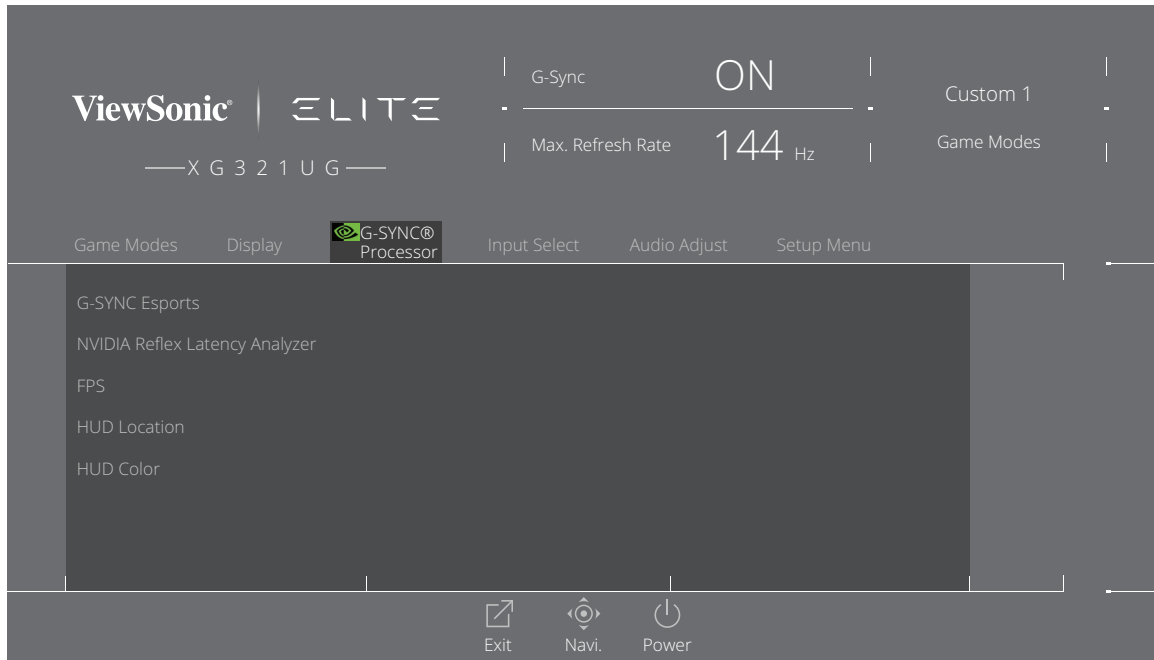 ViewSonic® ELITE
XG321UG
G-Sync ON
Max. Refresh Rate 144 Hz
Custom 1
Game Modes
Game Modes Display G-SYNC® Input Select Audio Adjust Setup Menu
Processor
G-SYNC Esports
NVIDIA Reflex Latency Analyzer
FPS
HUD Location
HUD Color
Exit Navi. Power